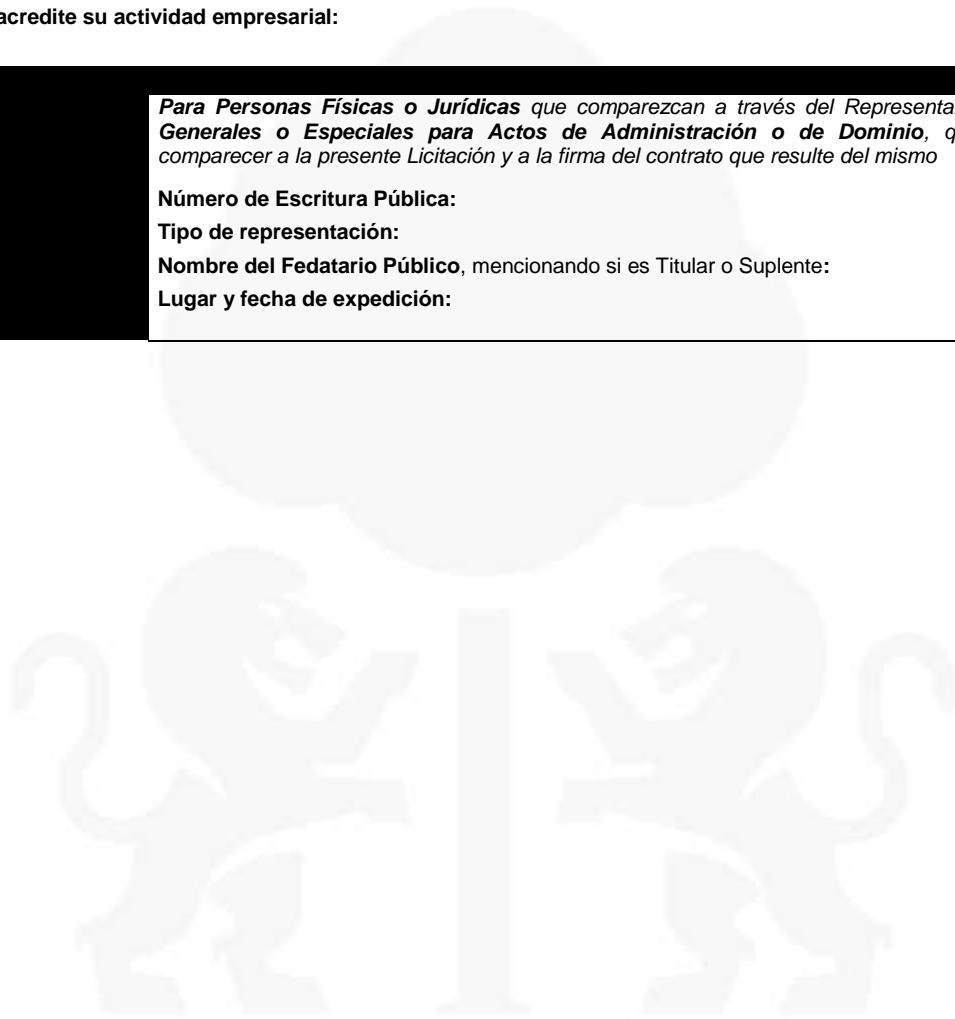 acredite su actividad empresarial:
Para Personas Físicas o Jurídicas que comparezcan a través del Representa
Generales o Especiales para Actos de Administración o de Dominio, q
comparecer a la presente Licitación y a la firma del contrato que resulte del mismo
Número de Escritura Pública:
Tipo de representación:
Nombre del Fedatario Público, mencionando si es Titular o Suplente:
Lugar y fecha de expedición: